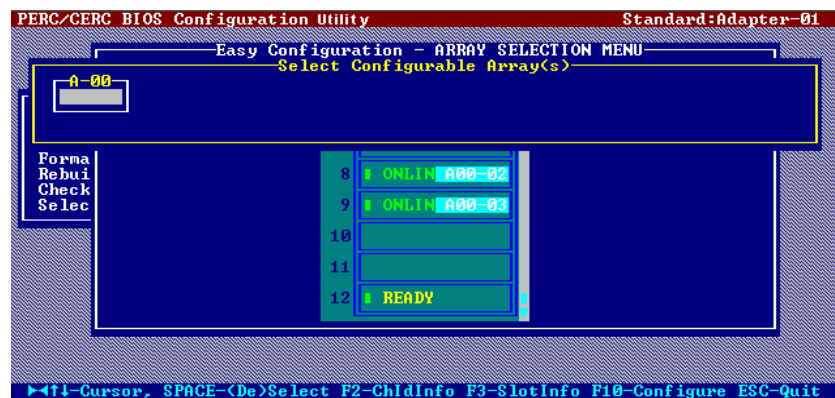 PERC/CERC BIOS Configuration Utility Standard:Adapter-01
Easy Configuration - ARRAY SELECTION MENU
Select Configurable Array(s)
A-00
Forma
Rebui
Check
Selec
8 ONLIN A00-02
9 ONLIN A00-03
10
11
12 READY
►◄↑↓-Cursor, SPACE-(De)Select F2-ChIdInfo F3-SlotInfo F10-Configure ESC-Quit